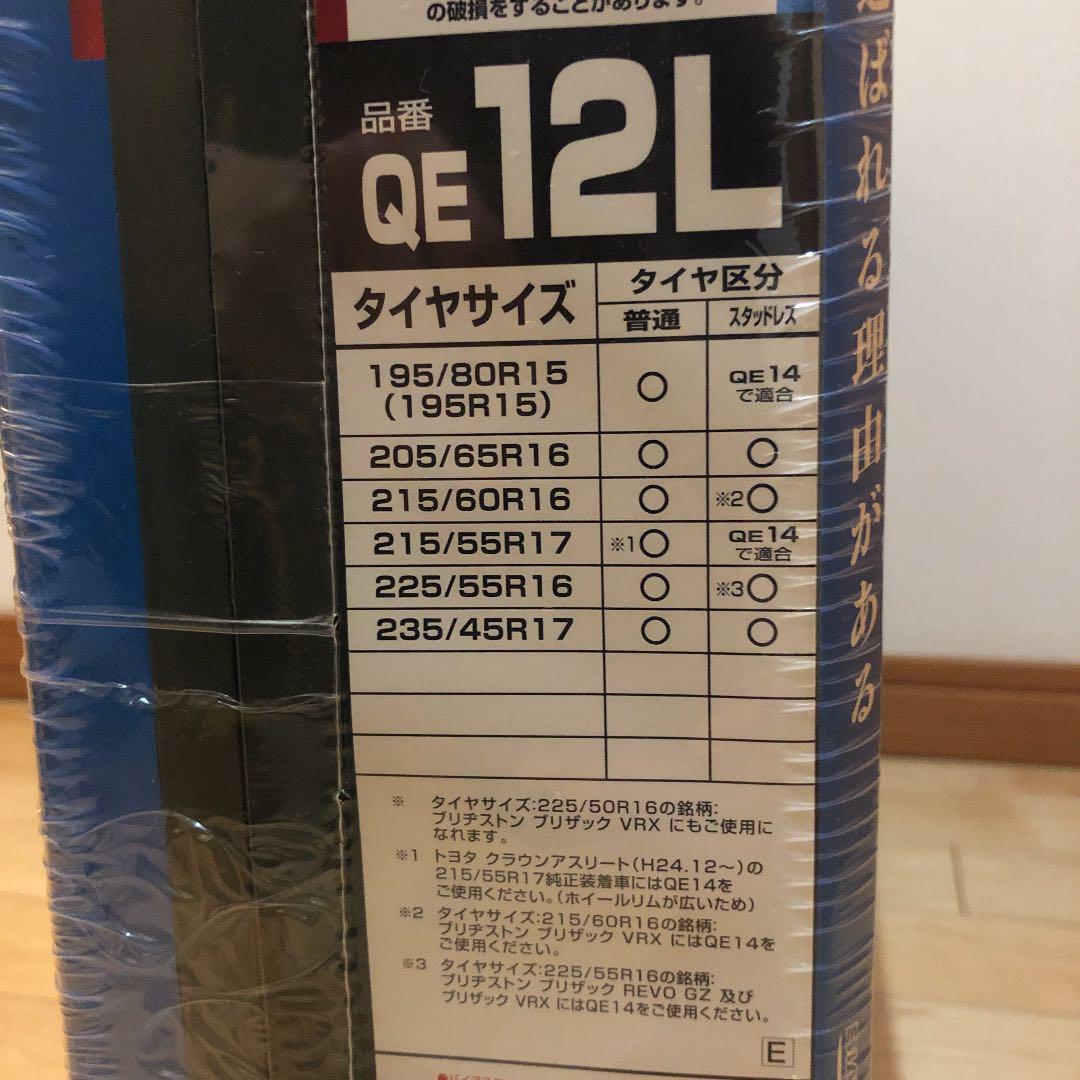 の破損をすることがあります。
品番
QE12L
タイヤサイズ
タイヤ区分
普通
スタッドレス
195/80R15
(195R15)
○
QE14
で適合
205/65R16 ○ ○
215/60R16 ○ ※2○
215/55R17 ※1○
QE14
で適合
225/55R16 ○ ※3○
235/45R17 ○ ○
※ タイヤサイズ:225/50R16の銘柄:
ブリヂストン ブリザック VRX にもご使用に
なれます。
※1 トヨタ クラウンアスリート(H24.12〜)の
215/55R17純正装着車にはQE14を
ご使用ください。(ホイールリムが広いため)
※2 タイヤサイズ:215/60R16の銘柄:
ブリヂストン ブリザック VRX にはQE14を
ご使用ください。
※3 タイヤサイズ:225/55R16の銘柄:
ブリヂストン ブリザック REVO GZ 及び
ブリザック VRX にはQE14をご使用ください。
E
ばれる理由がある